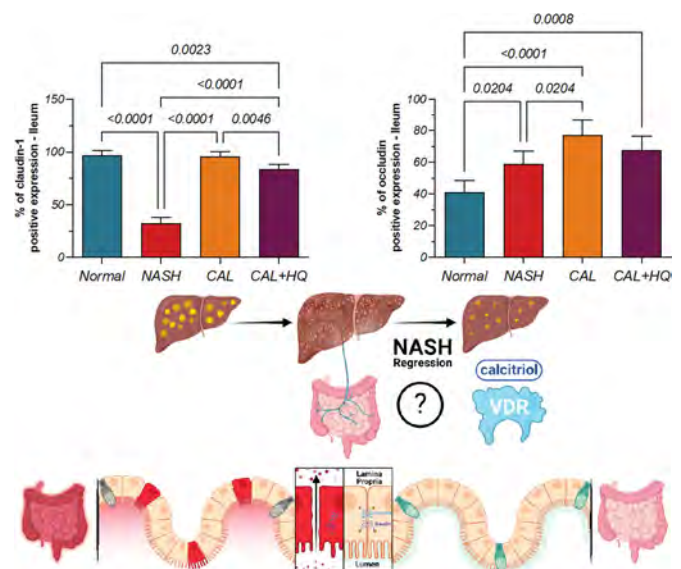 0.0023
<0.0001
<0.0001 <0.0001 0.0046
% of claudin-1
positive expression - Ileum
150
100
50
0
Normal NASH CAL CAL+HQ
0.0008
<0.0001
0.0204 0.0204
% of occludin
positive expression - Ileum
100
80
60
40
20
0
Normal NASH CAL CAL+HQ
NASH
Regression
?
calcitriol
VDR
Lamina
Propria
Lumen